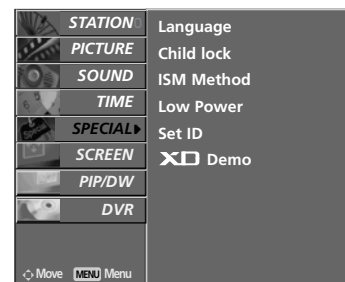 STATION
PICTURE
SOUND
TIME
SPECIAL
SCREEN
PIP/DW
DVR
Move MENU Menu
Language
Child lock
ISM Method
Low Power
Set ID
XD Demo